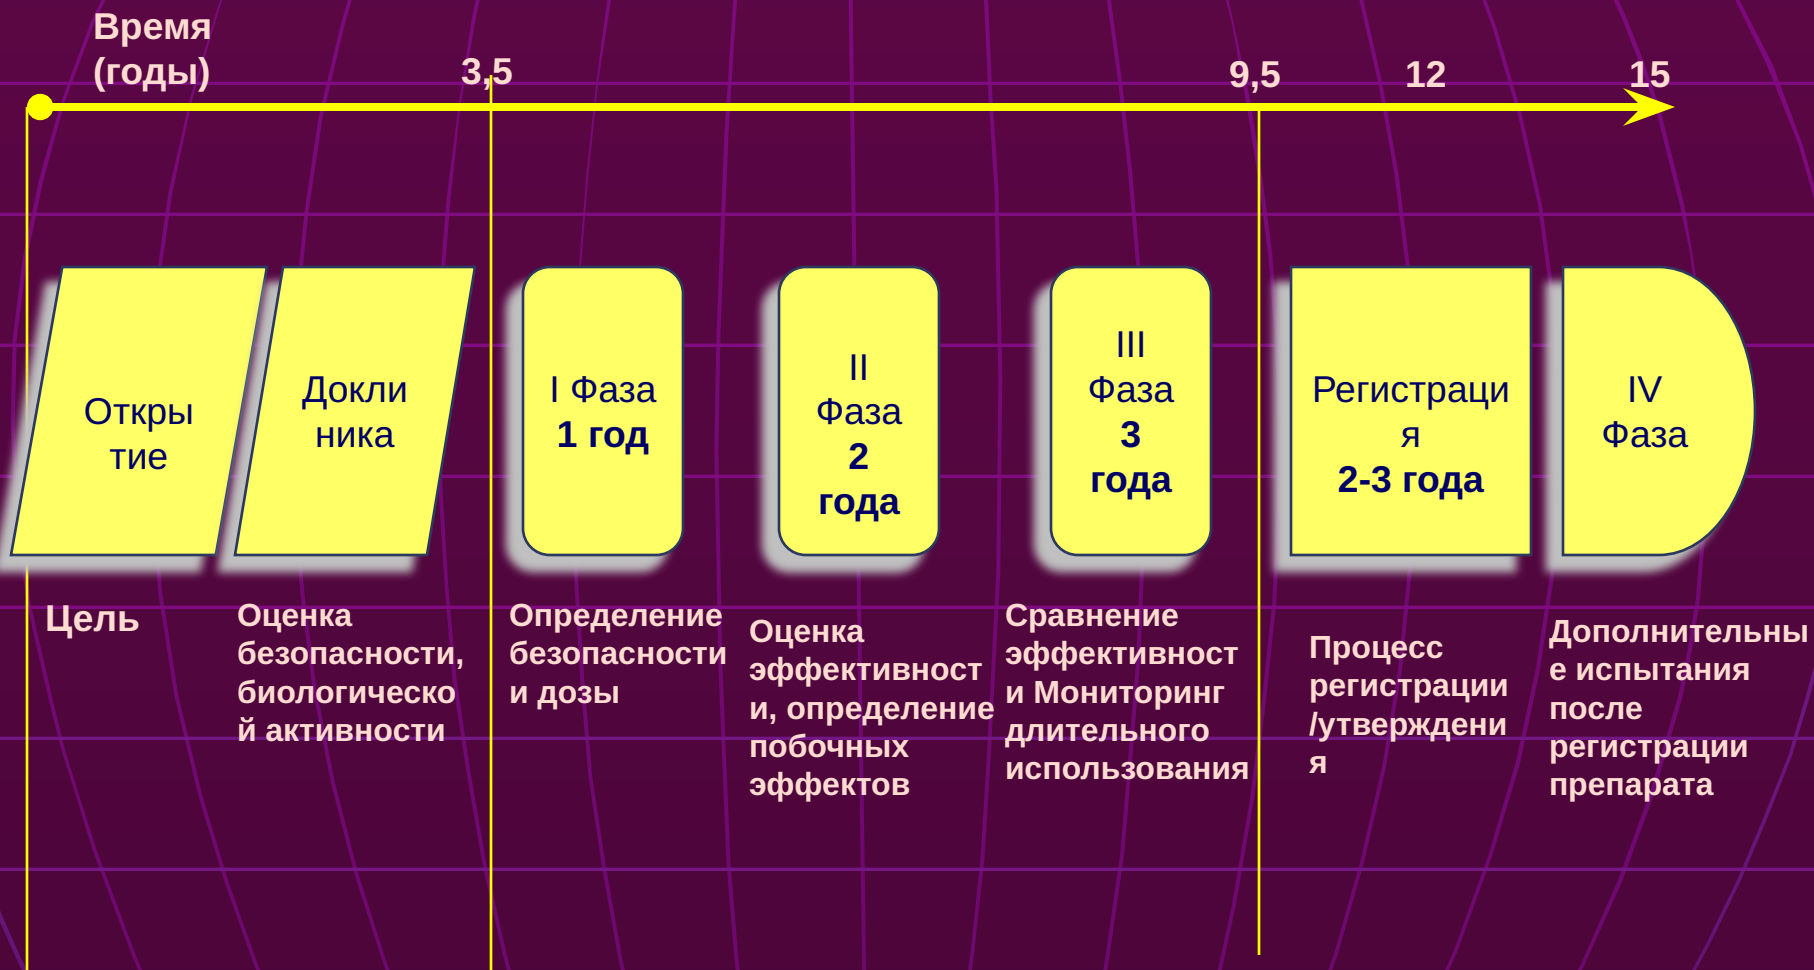 Время
(годы)
3,5
9,5
12
15
Откры
тие
Докли
ника
I Фаза
1 год
II
Фаза
2
года
III
Фаза
3
года
Регистраци
я
2-3 года
IV
Фаза
Цель
Оценка
безопасности,
биологическо
й активности
Определение
безопасности
и дозы
Оценка
эффективност
и, определение
побочных
эффектов
Сравнение
эффективност
и Мониторинг
длительного
использования
Процесс
регистрации
/утверждени
я
Дополнительны
е испытания
после
регистрации
препарата